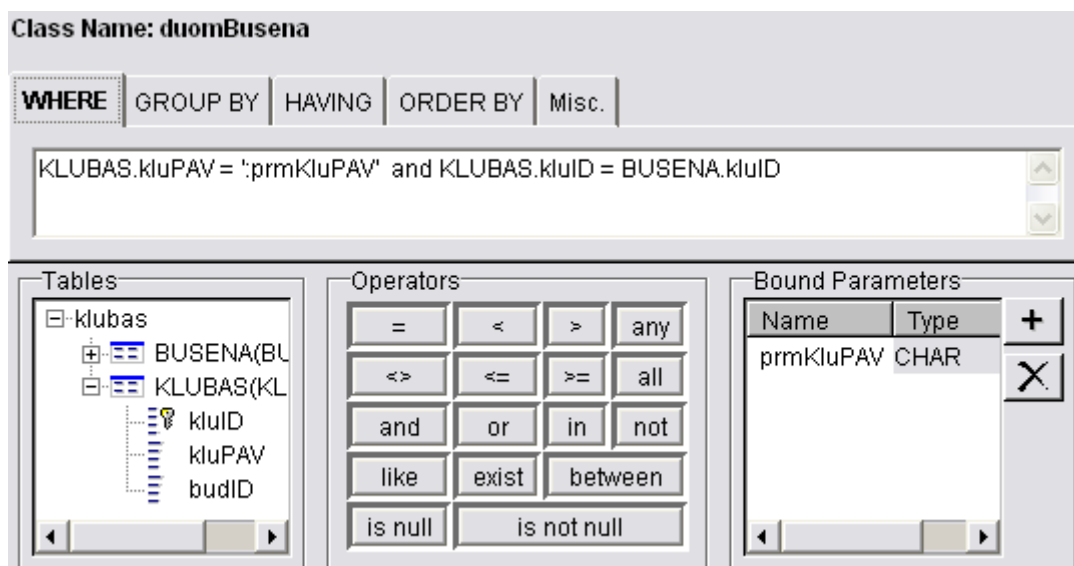 Class Name: duomBusena
WHERE GROUP BY HAVING ORDER BY Misc.
KLUBAS.kluPAV = ':prmKluPAV' and KLUBAS.kluID = BUSENA.kluID
Tables
klubas
BUSENA(BU
KLUBAS(KL
kluID
kluPAV
budID
Operators
= < > any
<> <= >= all
and or in not
like exist between
is null is not null
Bound Parameters
Name Type
prmKluPAV CHAR
+
X